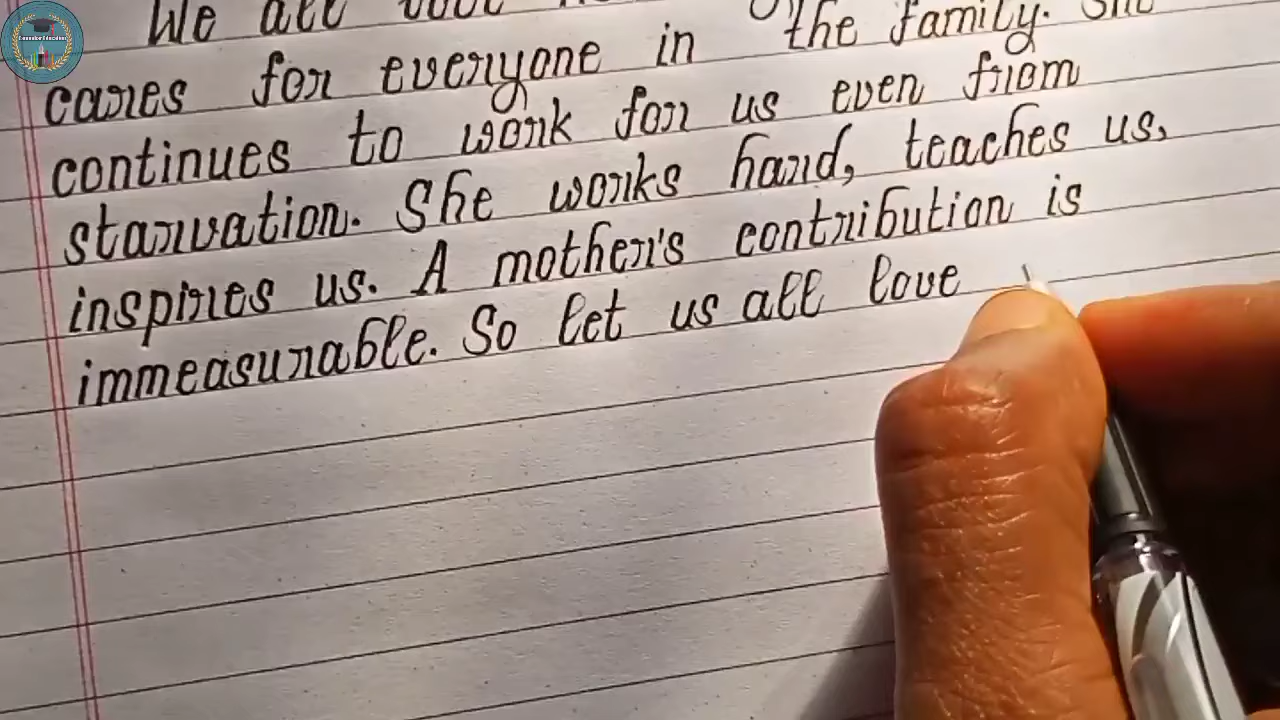 We all
cares for everyone in the family. She
continues to work for us even from
starvation. She works hard, teaches us,
inspires us. A mother's contribution is
immeasurable. So let us all love